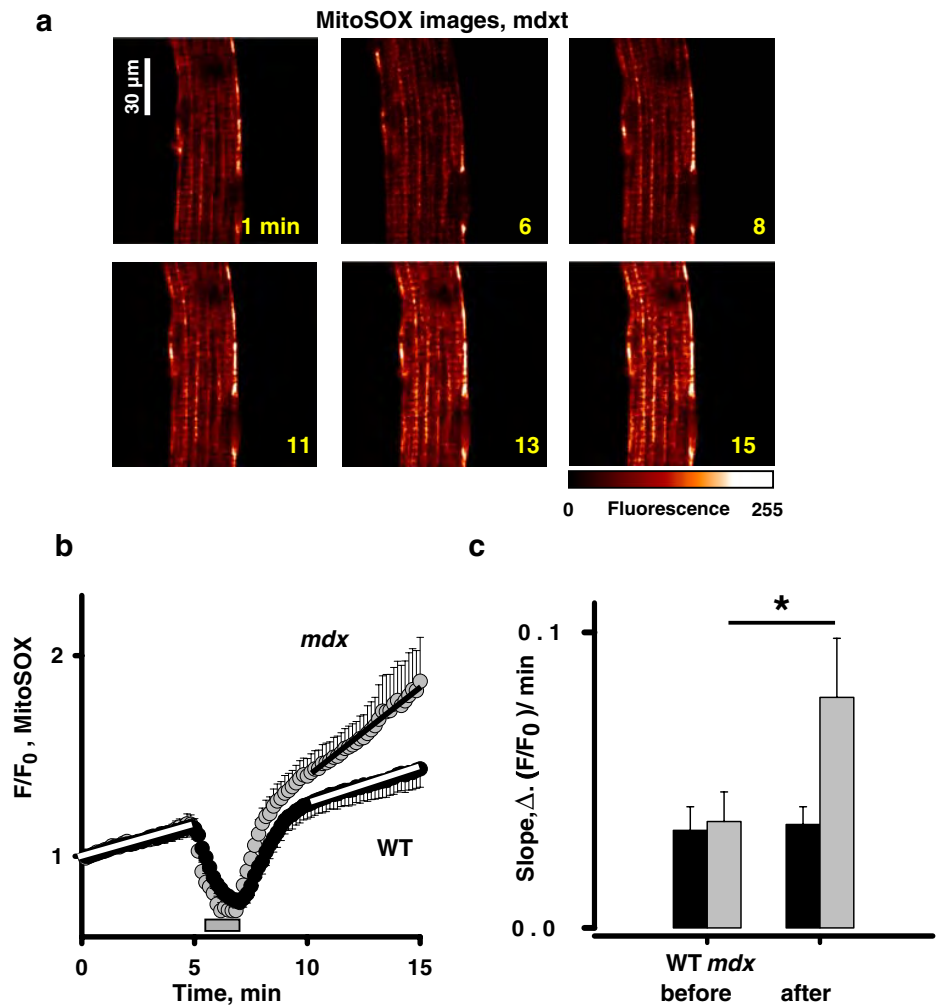 a
MitoSOX images, mdxt
30 µm
1 min
6
8
11
13
15
0 Fluorescence 255
b
F/F0 , MitoSOX
2
1
mdx
WT
0 5 10 15
Time, min
c
Slope, Δ. (F/F0)/ min
0.1
0.0
*
WT mdx
before after